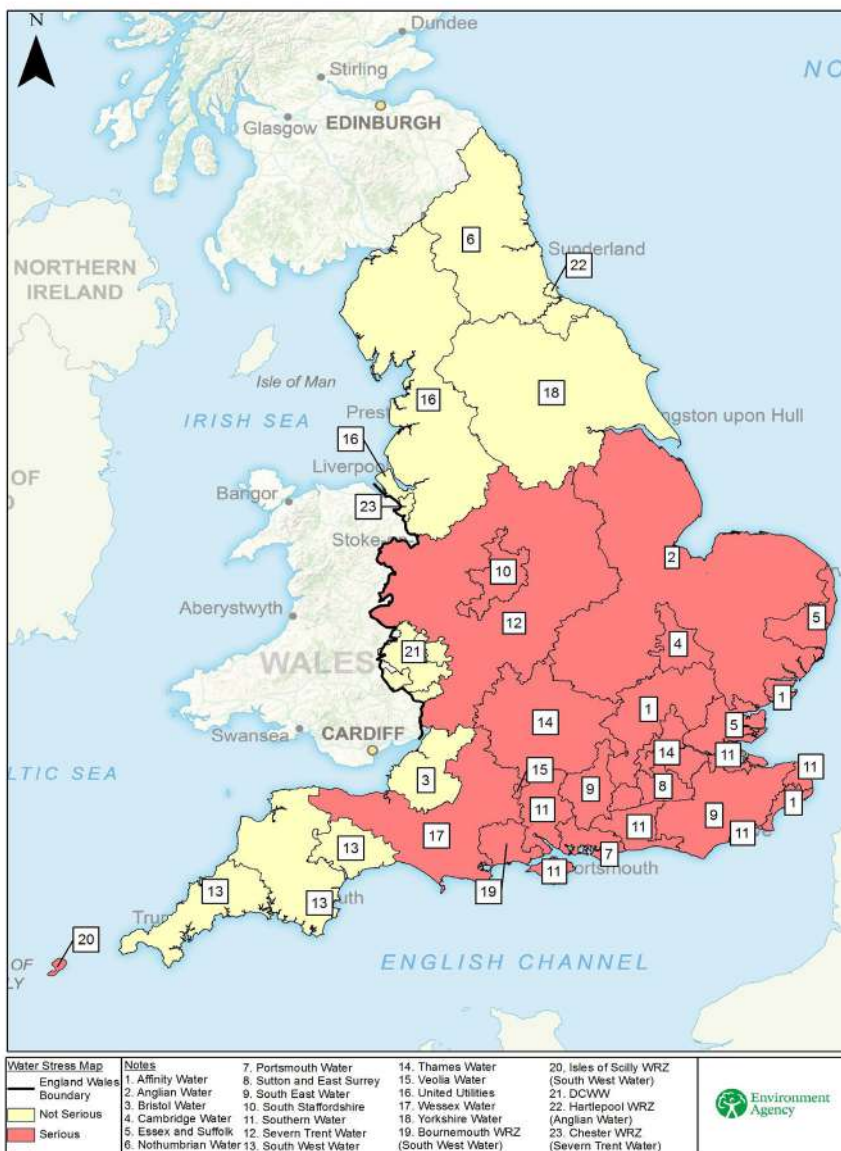 N
Dundee
NO
Stirling
EDINBURGH
Glasgow
6
Sunderland
NORTHERN
IRELAND
22
Isle of Man
18
16
Prest
ngston upon Hull
IRISH SEA
16
Liverpool
OF
Bangor
23
Stoke-
2
10
Aberystwyth
5
12
4
21
WALES
1
1
14
5
Swansea
CARDIFF
14
11
11
LTIC SEA
15
3
9
8
1
11
11
9
17
11
13
7
ortsmouth
11
19
13
13
uth
Tru
20
OF
LY
ENGLISH CHANNEL
Water Stress Map
England Wales
Boundary
Not Serious
Serious
Notes
1. Affinity Water
2. Anglian Water
3. Bristol Water
4. Cambridge Water
5. Essex and Suffolk
6. Nothumbrian Water
7. Portsmouth Water
8. Sutton and East Surrey
9. South East Water
10. South Staffordshire
11. Southern Water
12. Severn Trent Water
13. South West Water
14. Thames Water
15. Veolia Water
16. United Utilities
17. Wessex Water
18. Yorkshire Water
19. Bournemouth WRZ
(South West Water)
20, Isles of Scilly WRZ
(South West Water)
21. DCWW
22. Hartlepool WRZ
(Anglian Water)
23. Chester WRZ
(Severn Trent Water)
Environment
Agency